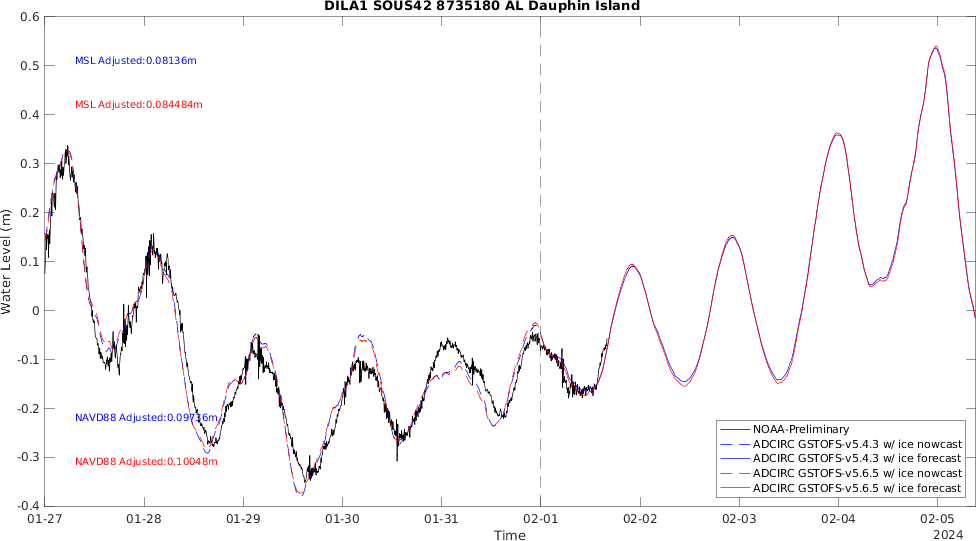 DILA1 SOUS42 8735180 AL Dauphin Island
Water Level (m)
0.6
0.5
0.4
0.3
0.2
0.1
0
-0.1
-0.2
-0.3
-0.4
MSL Adjusted:0.08136m
MSL Adjusted:0.084484m
NAVD88 Adjusted:0.09736m
NAVD88 Adjusted:0.10048m
NOAA-Preliminary
ADCIRC GSTOFS-v5.4.3 w/ ice nowcast
ADCIRC GSTOFS-v5.4.3 w/ ice forecast
ADCIRC GSTOFS-v5.6.5 w/ ice nowcast
ADCIRC GSTOFS-v5.6.5 w/ ice forecast
01-27 01-28 01-29 01-30 01-31 02-01 02-02 02-03 02-04 02-05
Time
2024